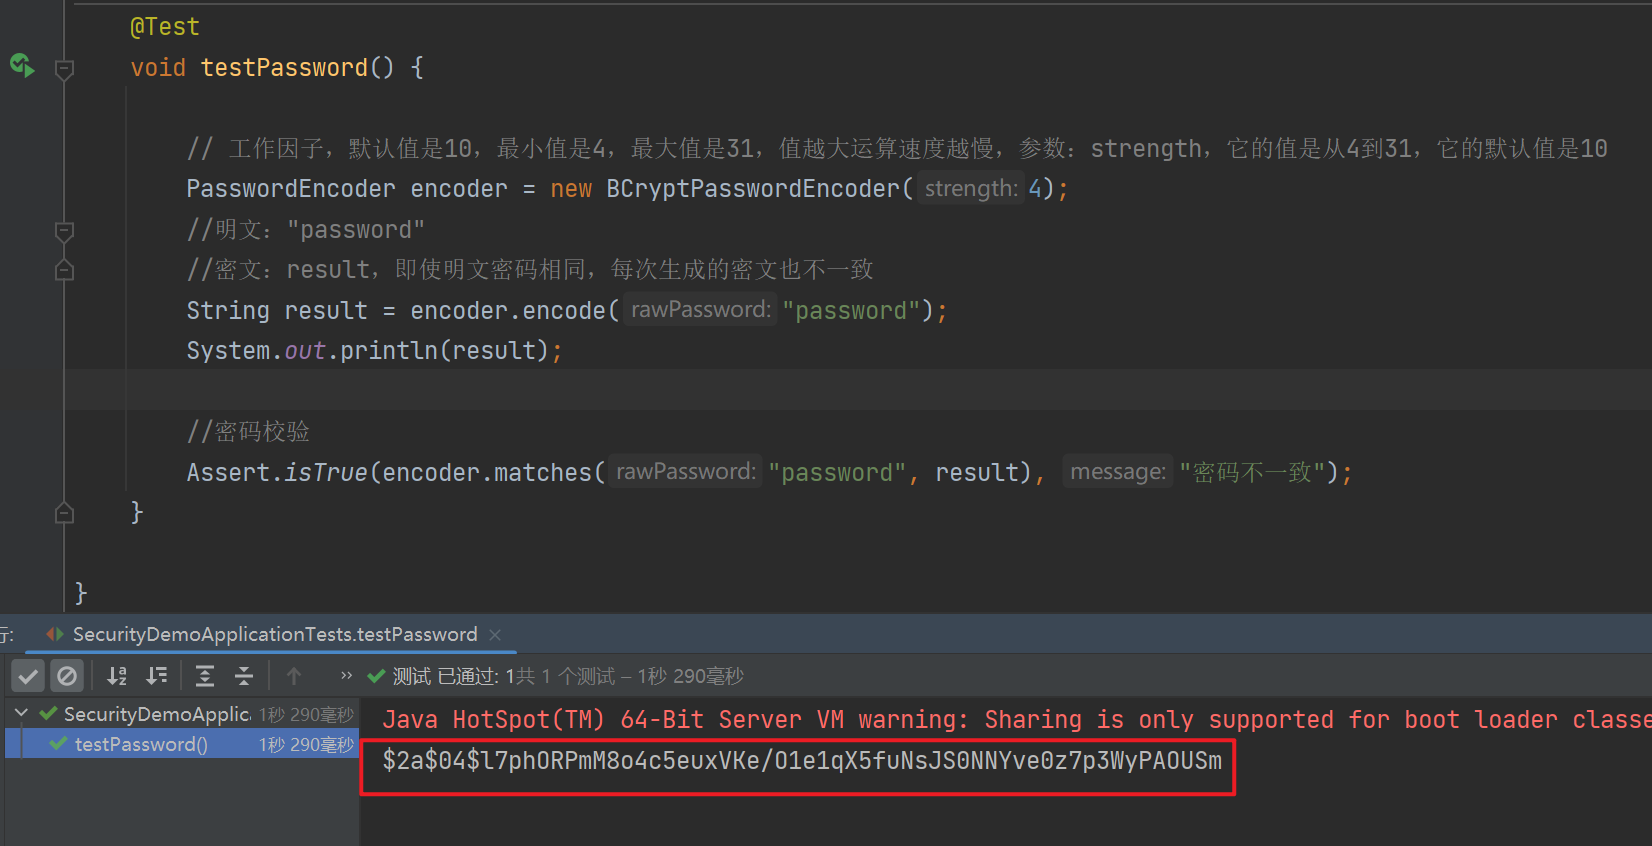 @Test
void testPassword() {
// 工作因子，默认值是10，最小值是4，最大值是31，值越大运算速度越慢，参数：strength，它的值是从4到31，它的默认值是10
PasswordEncoder encoder = new BCryptPasswordEncoder( strength: 4);
//明文："password"
//密文：result，即使明文密码相同，每次生成的密文也不一致
String result = encoder.encode( rawPassword: "password");
System.out.println(result);
//密码校验
Assert.isTrue(encoder.matches( rawPassword: "password", result), message: "密码不一致");
}
}
行: SecurityDemoApplicationTests.testPassword ×
» 测试 已通过: 1共 1 个测试 – 1秒 290毫秒
SecurityDemoApplic 1秒 290毫秒
testPassword() 1秒 290毫秒
Java HotSpot(TM) 64-Bit Server VM warning: Sharing is only supported for boot loader classe
$2a$04$l7phORPmM8o4c5euxVKe/O1e1qX5fuNsJS0NNYve0z7p3WyPAOUSm